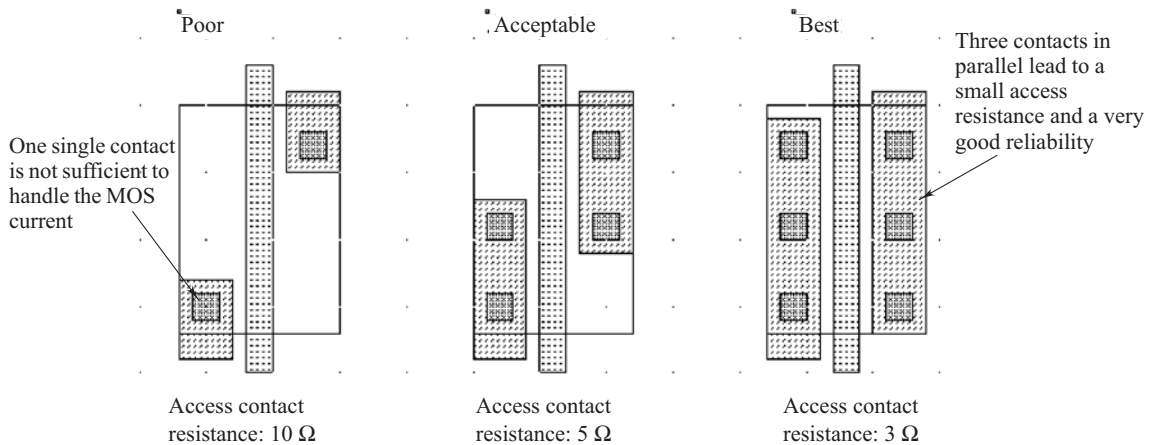 Poor
Acceptable
Best
Three contacts in
parallel lead to a
small access
resistance and a very
good reliability
One single contact
is not sufficient to
handle the MOS
current
Access contact
resistance: 10 Ω
Access contact
resistance: 5 Ω
Access contact
resistance: 3 Ω